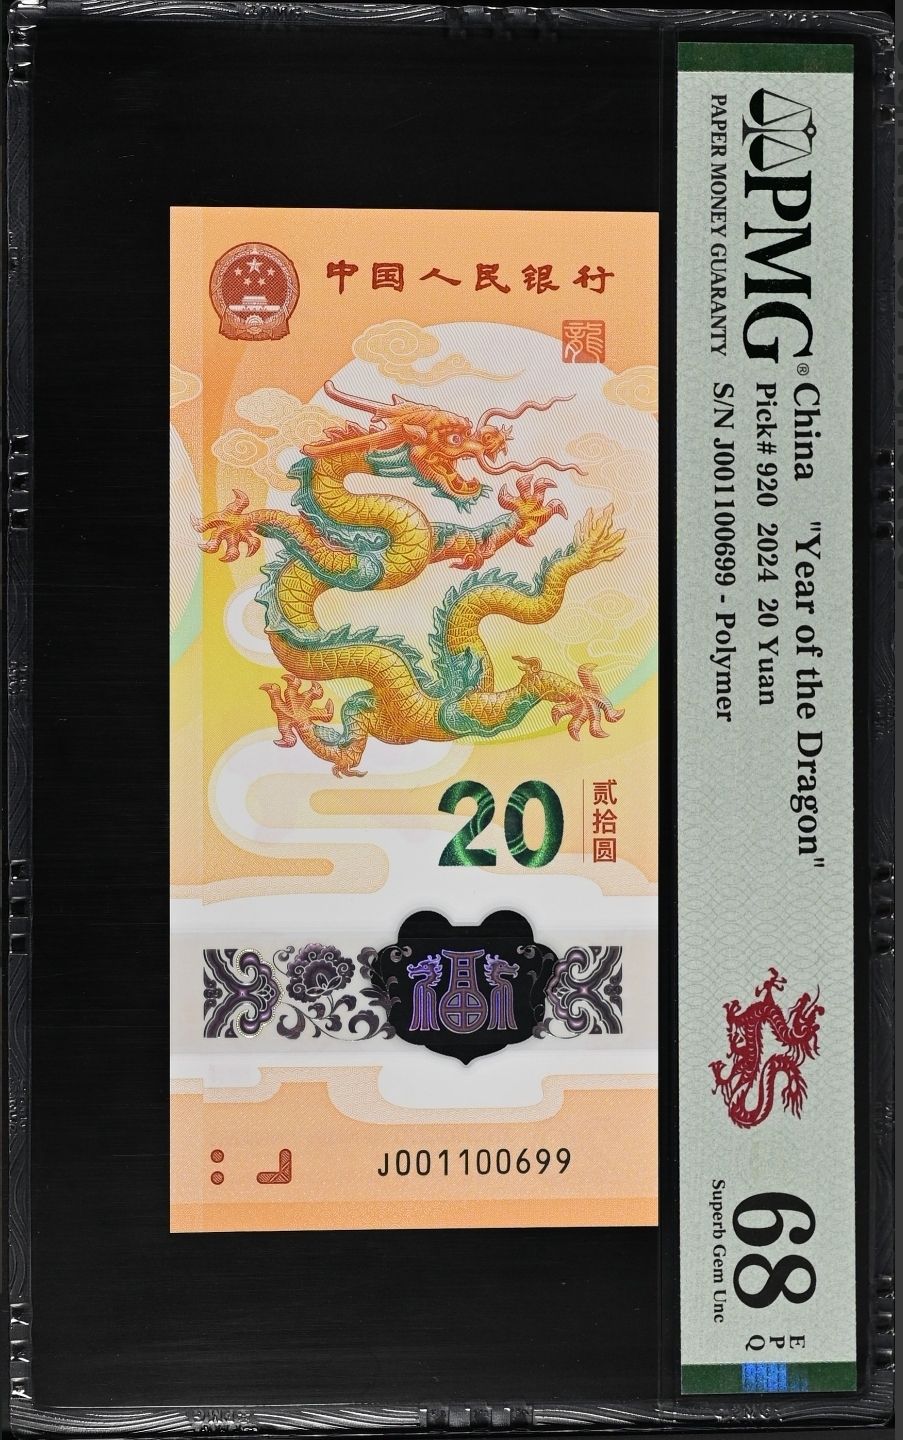 中国人民银行
龍
20
贰拾圆
J001100699
PMG®
PAPER MONEY GUARANTY
China "Year of the Dragon"
Pick# 920 2024 20 Yuan
S/N J001100699 - Polymer
68
EPQ
Superb Gem Unc